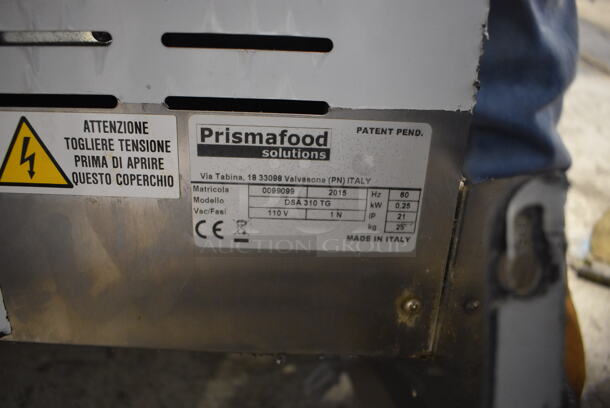 ATTENZIONE
TOGLIERE TENSIONE
PRIMA DI APRIRE
QUESTO COPERCHIO
Prismafood
solutions
PATENT PEND.
Via Tabina, 18 33098 Valvasone (PN) ITALY
Matricola 0099099 2015 Hz 60
Modello DSA 310 TG kW 0,25
Vac/Fasi 110 V 1 N IP 21
kg 25
CE
MADE IN ITALY
AUCTION GROUP